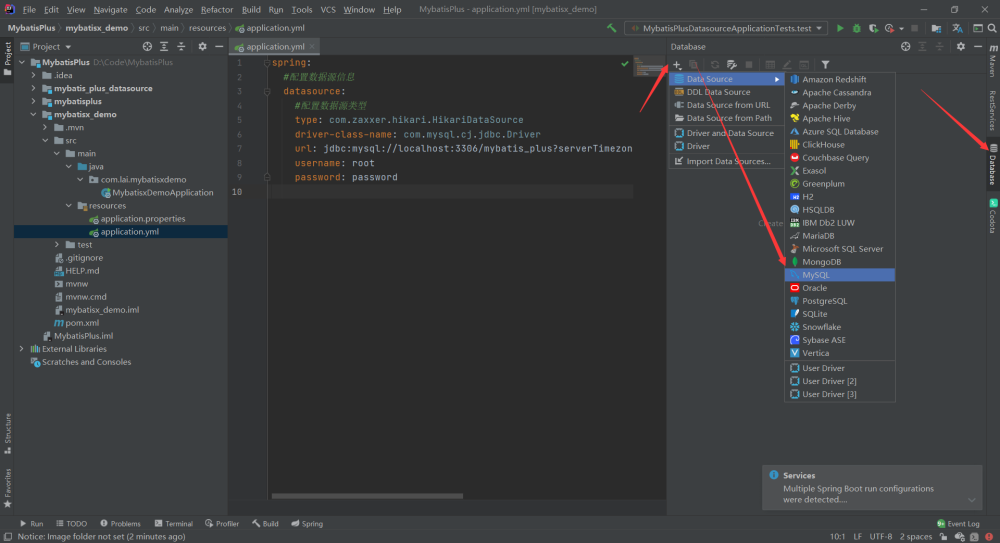 File Edit View Navigate Code Analyze Refactor Build Run Tools VCS Window Help MybatisPlus - application.yml [mybatisx_demo]
MybatisPlus mybatisx_demo src main resources application.yml MybatisPlusDatasourceApplicationTests.test
Project
application.yml
Database
MybatisPlus D:\Code\MybatisPlus
.idea
mybatis_plus_datasource
mybatisplus
mybatisx_demo
.mvn
src
main
java
com.lai.mybatisxdemo
MybatisxDemoApplication
resources
application.properties
application.yml
test
.gitignore
HELP.md
mvnw
mvnw.cmd
mybatisx_demo.iml
pom.xml
MybatisPlus.iml
External Libraries
Scratches and Consoles
1 spring:
2 #配置数据源信息
3 datasource:
4 #配置数据源类型
5 type: com.zaxxer.hikari.HikariDataSource
6 driver-class-name: com.mysql.cj.jdbc.Driver
7 url: jdbc:mysql://localhost:3306/mybatis_plus?serverTimezon
8 username: root
9 password: password
10
Data Source
DDL Data Source
Data Source from URL
Data Source from Path
Driver and Data Source
Driver
Import Data Sources...
Create
Amazon Redshift
Apache Cassandra
Apache Derby
Apache Hive
Azure SQL Database
ClickHouse
Couchbase Query
Exasol
Greenplum
H2
HSQLDB
IBM Db2 LUW
MariaDB
Microsoft SQL Server
MongoDB
MySQL
Oracle
PostgreSQL
SQLite
Snowflake
Sybase ASE
Vertica
User Driver
User Driver [2]
User Driver [3]
Project
Structure
Favorites
Maven
RestServices
Database
Codota
Services
Multiple Spring Boot run configurations
were detected....
Run TODO Problems Terminal Profiler Build Spring Event Log
Notice: Image folder not set (2 minutes ago) 10:1 LF UTF-8 2 spaces